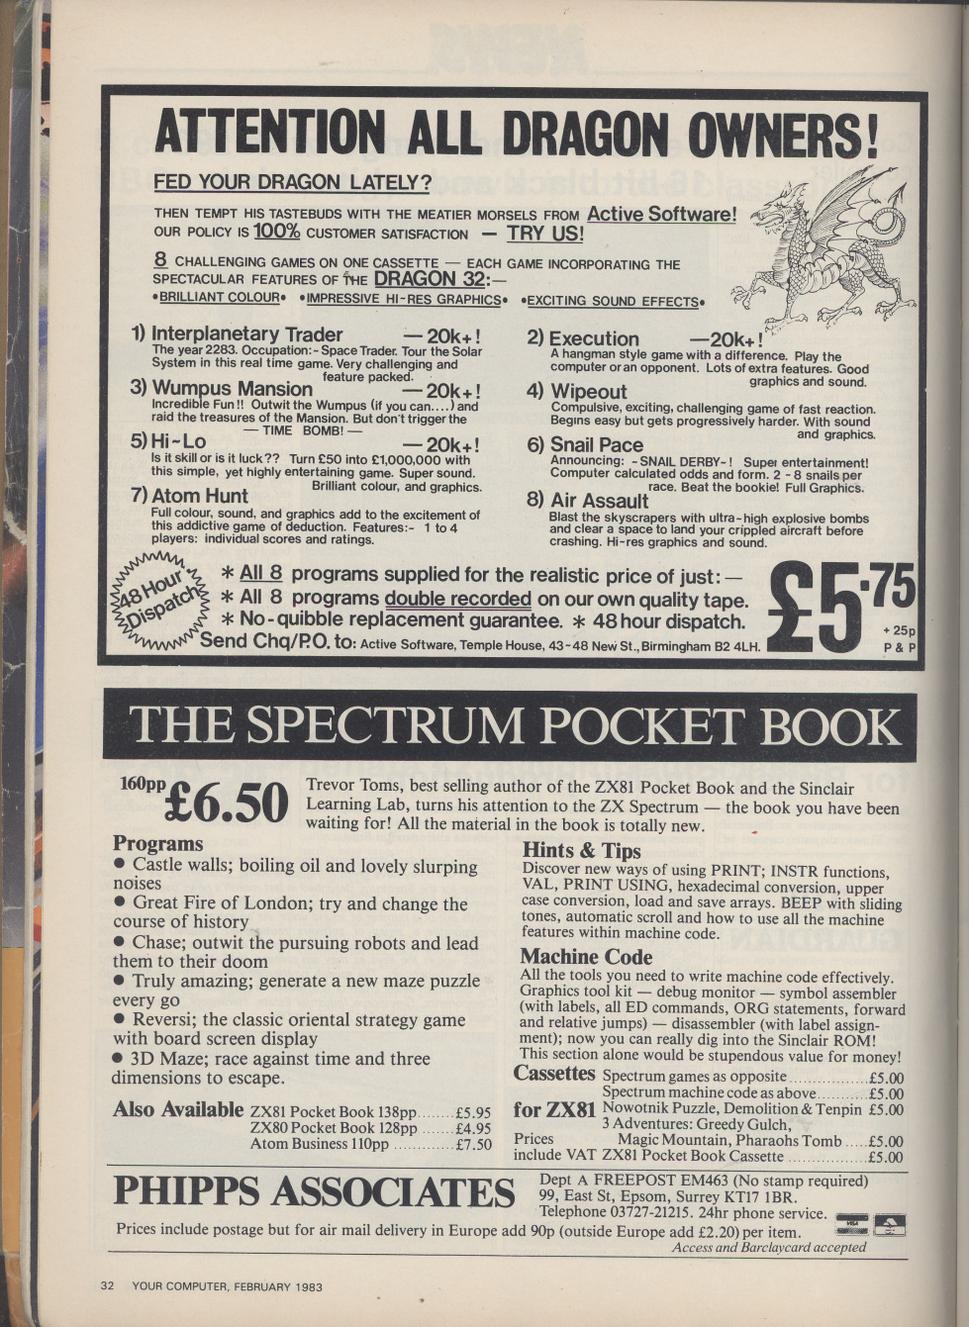 ATTENTION ALL DRAGON OWNERS!
FED YOUR DRAGON LATELY?
THEN TEMPT HIS TASTEBUDS WITH THE MEATIER MORSELS FROM Active Software!
OUR POLICY IS 100% CUSTOMER SATISFACTION — TRY US!
8 CHALLENGING GAMES ON ONE CASSETTE — EACH GAME INCORPORATING THE
SPECTACULAR FEATURES OF THE DRAGON 32:—
•BRILLIANT COLOUR• •IMPRESSIVE HI-RES GRAPHICS• •EXCITING SOUND EFFECTS•
1) Interplanetary Trader — 20k+!
The year 2283. Occupation:- Space Trader. Tour the Solar
System in this real time game. Very challenging and
feature packed.
2) Execution —20k+!
A hangman style game with a difference. Play the
computer or an opponent. Lots of extra features. Good
graphics and sound.
3) Wumpus Mansion — 20k+!
Incredible Fun!! Outwit the Wumpus (if you can....) and
raid the treasures of the Mansion. But don't trigger the
— TIME BOMB! —
4) Wipeout
Compulsive, exciting, challenging game of fast reaction.
Begins easy but gets progressively harder. With sound
and graphics.
5) Hi-Lo — 20k+!
Is it skill or is it luck?? Turn £50 into £1,000,000 with
this simple, yet highly entertaining game. Super sound.
Brilliant colour, and graphics.
6) Snail Pace
Announcing: -SNAIL DERBY-! Super entertainment!
Computer calculated odds and form. 2 - 8 snails per
race. Beat the bookie! Full Graphics.
7) Atom Hunt
Full colour, sound, and graphics add to the excitement of
this addictive game of deduction. Features:- 1 to 4
players: individual scores and ratings.
8) Air Assault
Blast the skyscrapers with ultra-high explosive bombs
and clear a space to land your crippled aircraft before
crashing. Hi-res graphics and sound.
48 Hour
Dispatch
* All 8 programs supplied for the realistic price of just:—
* All 8 programs double recorded on our own quality tape.
* No-quibble replacement guarantee. * 48 hour dispatch.
Send Chq/P.O. to: Active Software, Temple House, 43-48 New St., Birmingham B2 4LH.
£5·75
+ 25p
P & P
THE SPECTRUM POCKET BOOK
160pp £6.50
Trevor Toms, best selling author of the ZX81 Pocket Book and the Sinclair
Learning Lab, turns his attention to the ZX Spectrum — the book you have been
waiting for! All the material in the book is totally new.
Programs
● Castle walls; boiling oil and lovely slurping
noises
● Great Fire of London; try and change the
course of history
● Chase; outwit the pursuing robots and lead
them to their doom
● Truly amazing; generate a new maze puzzle
every go
● Reversi; the classic oriental strategy game
with board screen display
● 3D Maze; race against time and three
dimensions to escape.
Also Available ZX81 Pocket Book 138pp.......£5.95
ZX80 Pocket Book 128pp ......£4.95
Atom Business 110pp ...........£7.50
Hints & Tips
Discover new ways of using PRINT; INSTR functions,
VAL, PRINT USING, hexadecimal conversion, upper
case conversion, load and save arrays. BEEP with sliding
tones, automatic scroll and how to use all the machine
features within machine code.
Machine Code
All the tools you need to write machine code effectively.
Graphics tool kit — debug monitor — symbol assembler
(with labels, all ED commands, ORG statements, forward
and relative jumps) — disassembler (with label assign-
ment); now you can really dig into the Sinclair ROM!
This section alone would be stupendous value for money!
Cassettes Spectrum games as opposite................£5.00
Spectrum machine code as above..........£5.00
for ZX81 Nowotnik Puzzle, Demolition & Tenpin £5.00
3 Adventures: Greedy Gulch,
Prices Magic Mountain, Pharaohs Tomb .....£5.00
include VAT ZX81 Pocket Book Cassette ................£5.00
PHIPPS ASSOCIATES
Dept A FREEPOST EM463 (No stamp required)
99, East St, Epsom, Surrey KT17 1BR.
Telephone 03727-21215. 24hr phone service.
VISA
Prices include postage but for air mail delivery in Europe add 90p (outside Europe add £2.20) per item.
Access and Barclaycard accepted
32 YOUR COMPUTER, FEBRUARY 1983